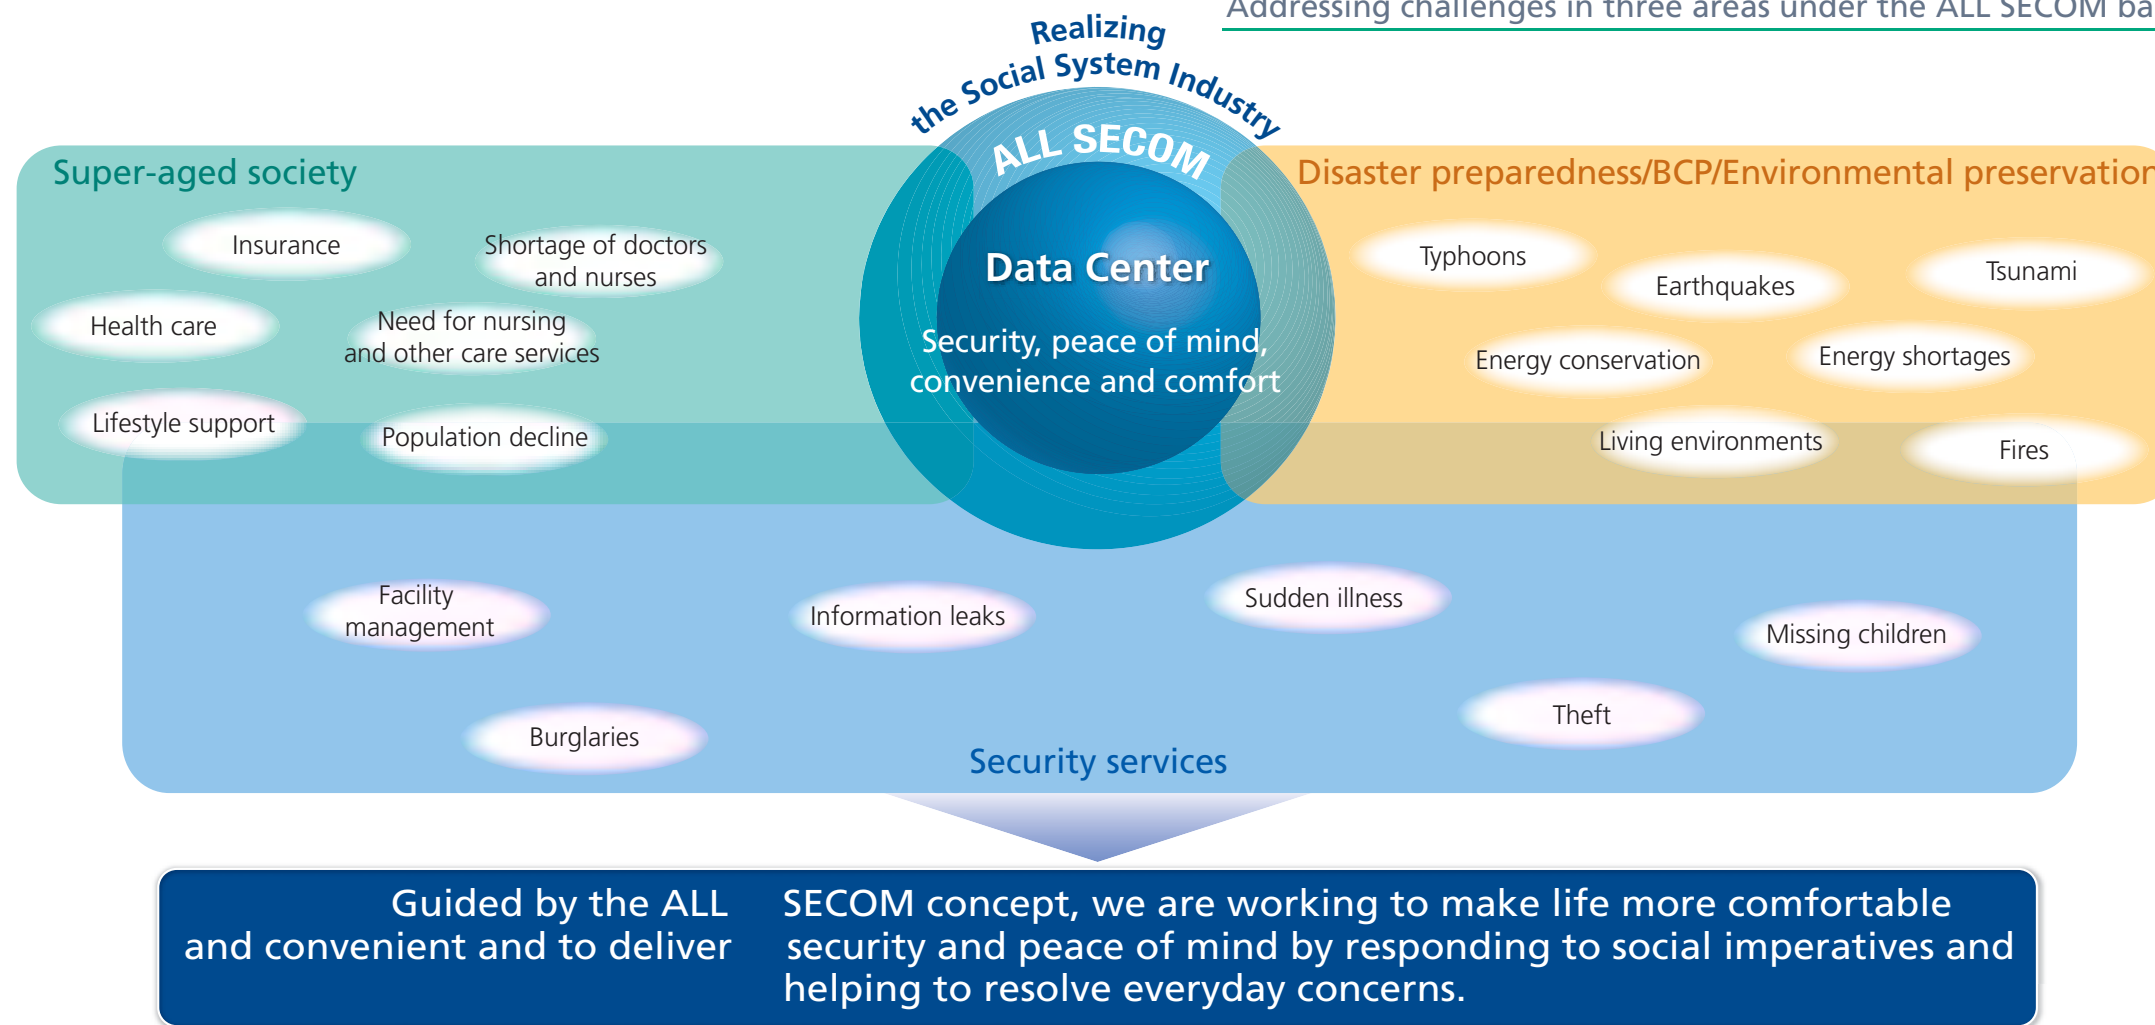 Addressing challenges in three areas under the ALL SECOM
Realizing
the Social System Industry
ALL SECOM
Super-aged society
Insurance
Shortage of doctors
and nurses
Health care
Need for nursing
and other care services
Lifestyle support
Population decline
Data Center
Security, peace of mind,
convenience and comfort
Disaster preparedness/BCP/Environmental preservation
Typhoons
Earthquakes
Tsunami
Energy conservation
Energy shortages
Living environments
Fires
Facility
management
Information leaks
Sudden illness
Missing children
Burglaries
Theft
Security services
Guided by the ALL SECOM concept, we are working to make life more comfortable
and convenient and to deliver security and peace of mind by responding to social imperatives and
helping to resolve everyday concerns.